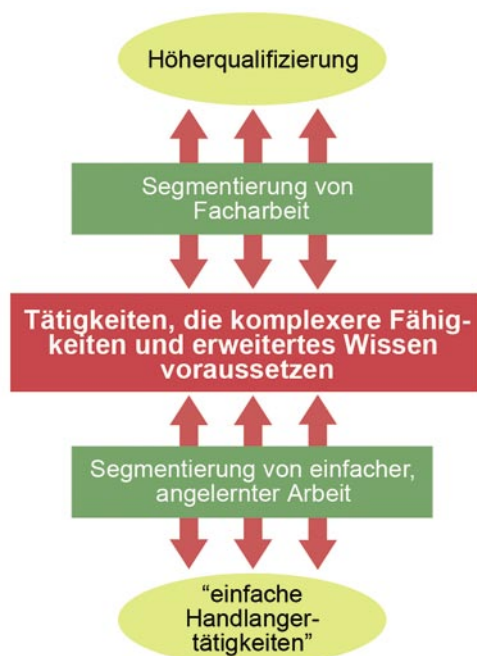 Höherqualifizierung
Segmentierung von
Facharbeit
Tätigkeiten, die komplexere Fähig-
keiten und erweitertes Wissen
voraussetzen
Segmentierung von einfacher,
angelernter Arbeit
“einfache
Handlanger-
tätigkeiten”